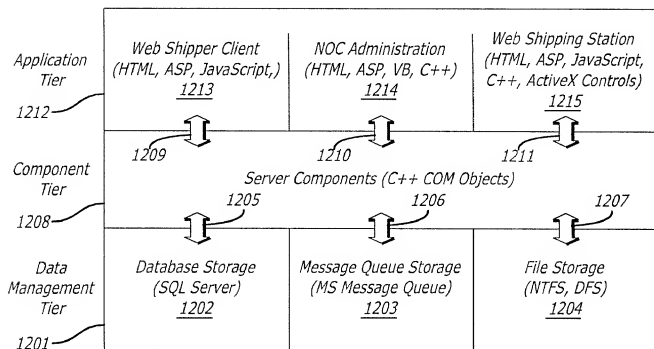 Application
Tier
1212
Web Shipper Client
(HTML, ASP, JavaScript,)
1213
NOC Administration
(HTML, ASP, VB, C++)
1214
Web Shipping Station
(HTML, ASP, JavaScript,
C++, ActiveX Controls)
1215
1209
1210
1211
Component
Tier
1208
Server Components (C++ COM Objects)
1205
1206
1207
Data
Management
Tier
1201
Database Storage
(SQL Server)
1202
Message Queue Storage
(MS Message Queue)
1203
File Storage
(NTFS, DFS)
1204